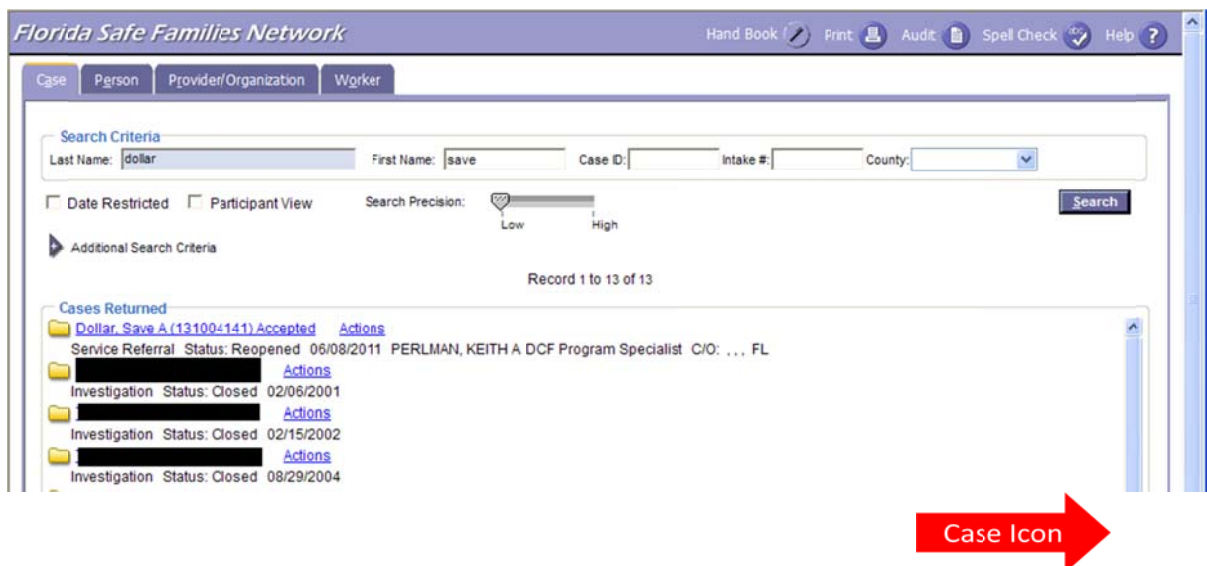 Florida Safe Families Network Hand Book Print Audit Spell Check abc Help ?
Case Person Provider/Organization Worker
Search Criteria
Last Name: dollar First Name: save Case ID: Intake #: County:
Date Restricted Participant View Search Precision: Low High Search
Additional Search Criteria
Record 1 to 13 of 13
Cases Returned
Dollar, Save A (131004141) Accepted Actions
Service Referral Status: Reopened 06/08/2011 PERLMAN, KEITH A DCF Program Specialist C/O: , , , FL
Actions
Investigation Status: Closed 02/06/2001
Actions
Investigation Status: Closed 02/15/2002
Actions
Investigation Status: Closed 08/29/2004
Case Icon